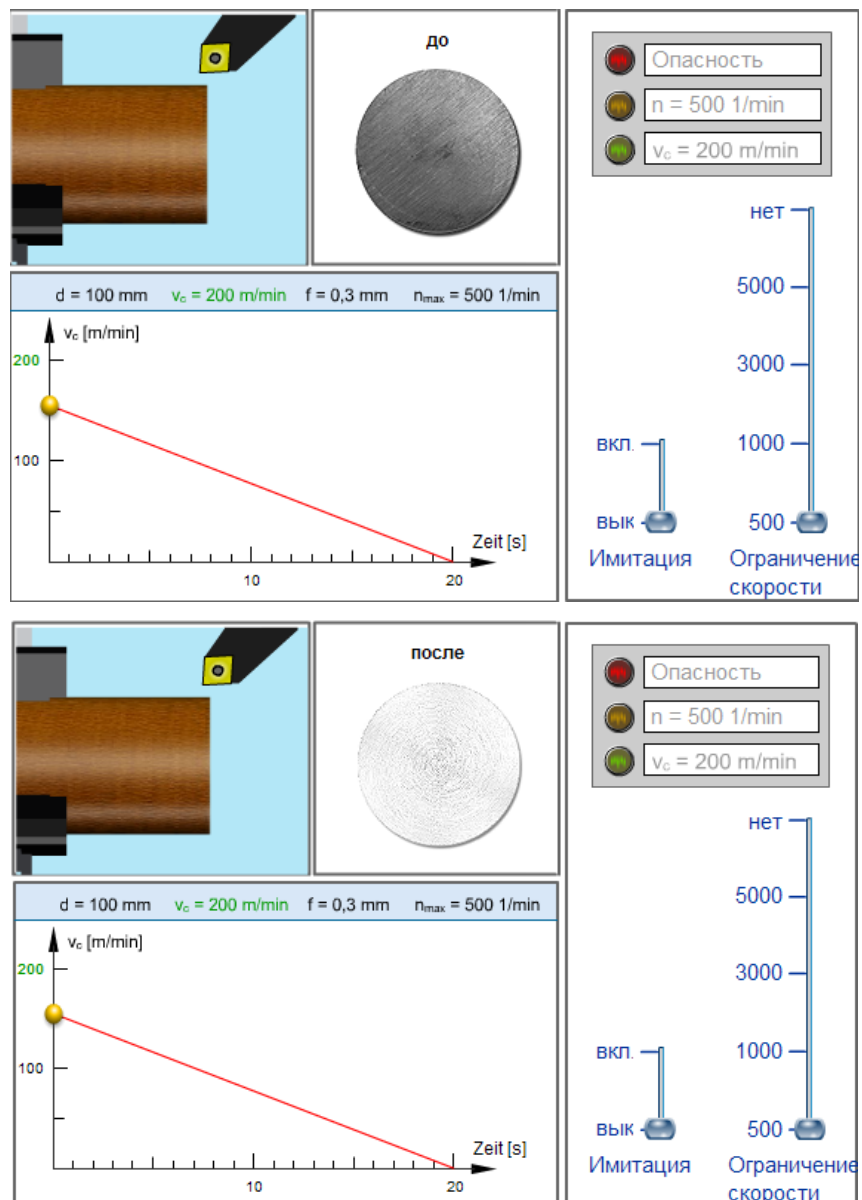 до
Опасность
n = 500 1/min
vc = 200 m/min
d = 100 mm vc = 200 m/min f = 0,3 mm nmax = 500 1/min
vc [m/min]
200
100
Zeit [s]
10 20
нет
5000
3000
вкл. 1000
вык 500
Имитация Ограничение
скорости
после
Опасность
n = 500 1/min
vc = 200 m/min
d = 100 mm vc = 200 m/min f = 0,3 mm nmax = 500 1/min
vc [m/min]
200
100
Zeit [s]
10 20
нет
5000
3000
вкл. 1000
вык 500
Имитация Ограничение
скорости